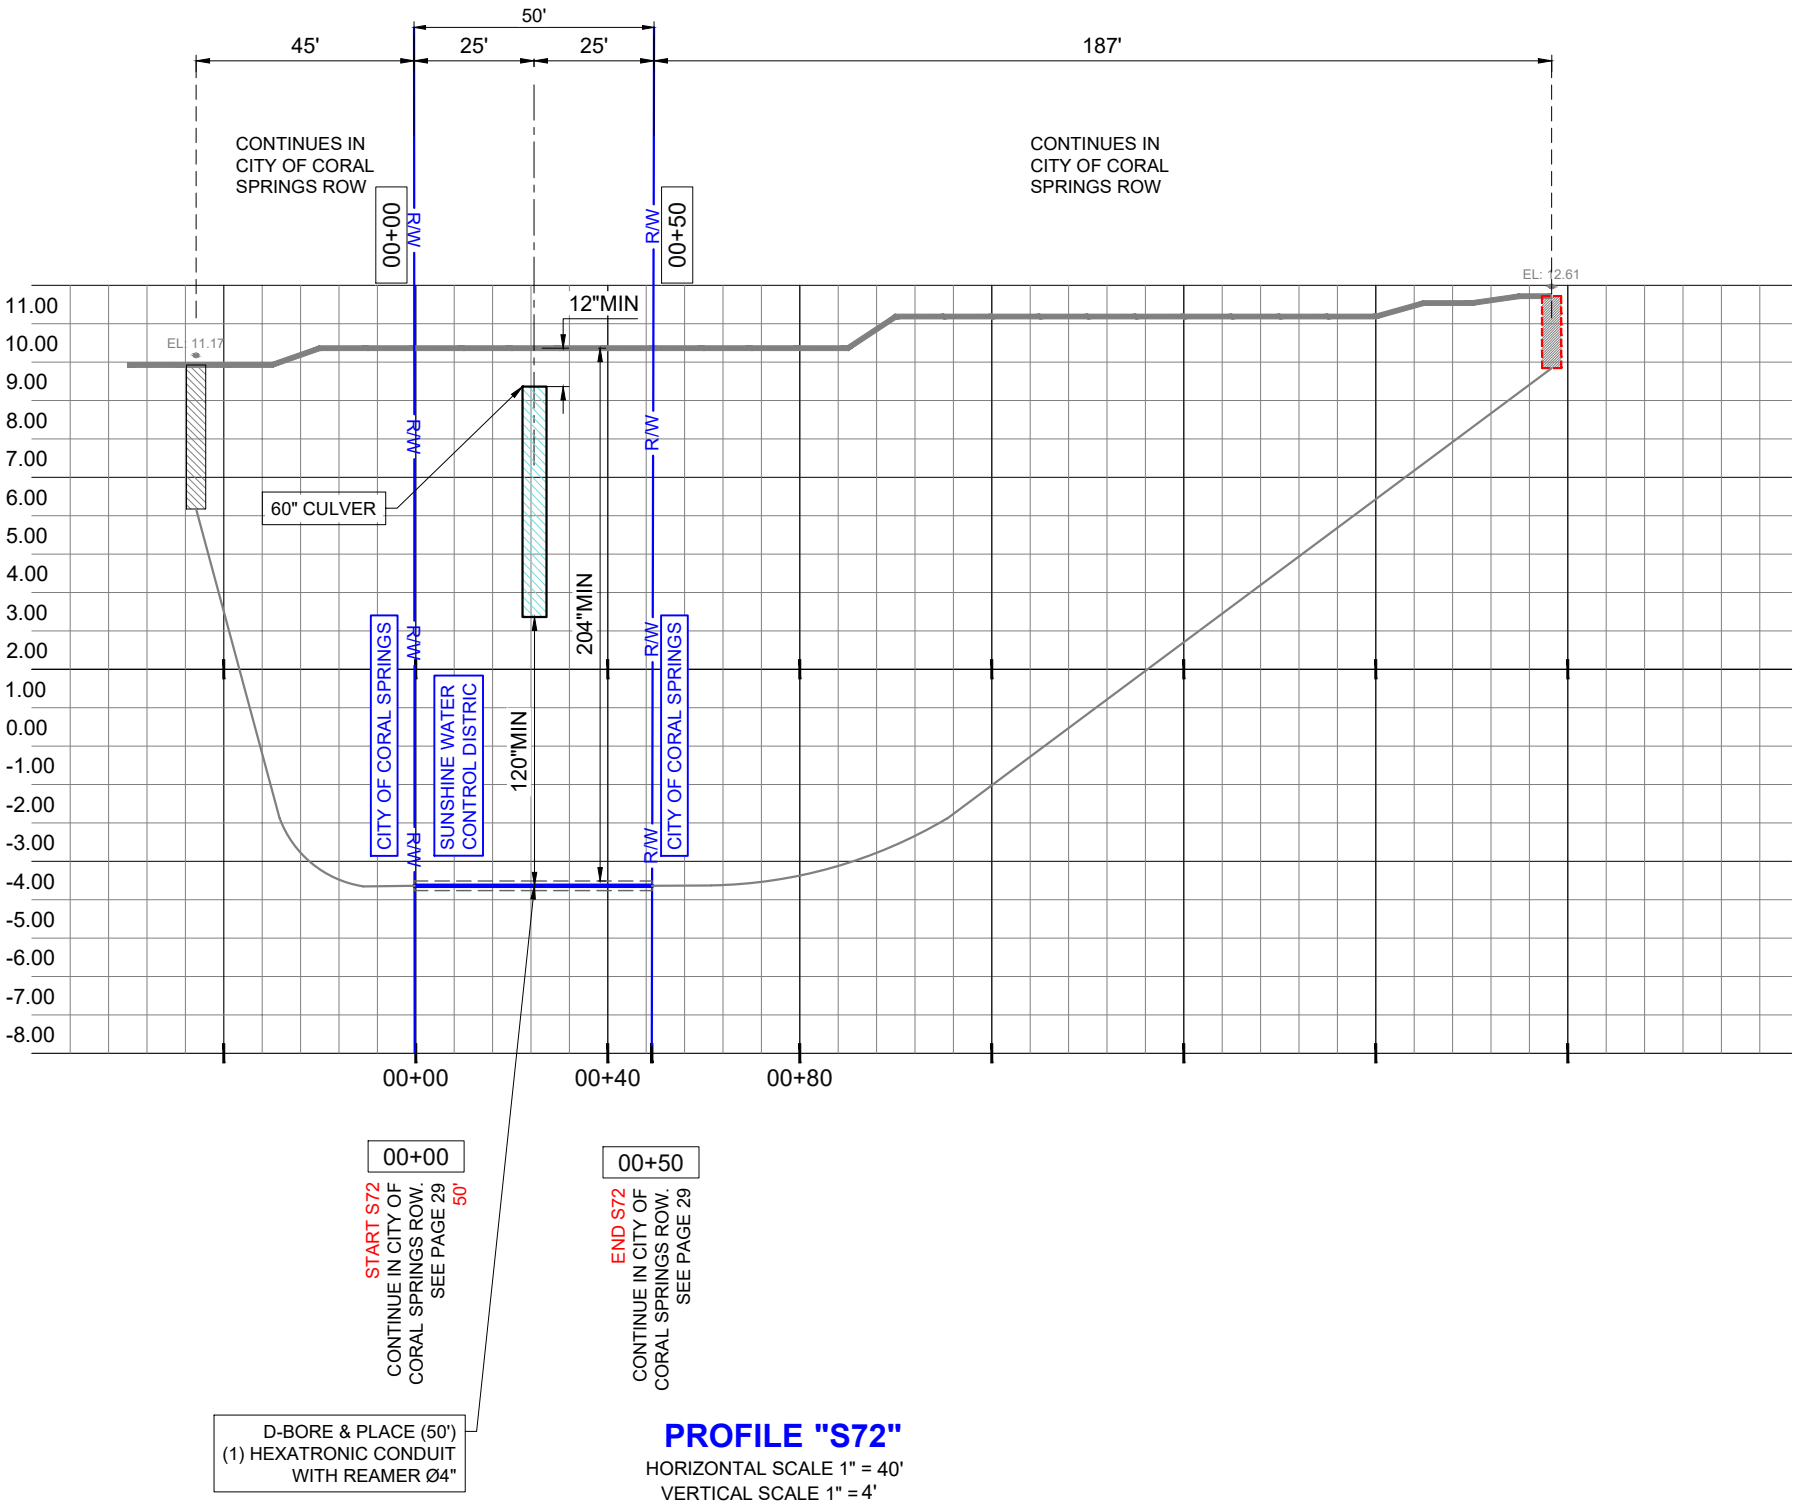 50'
45'
25'
25'
187'
CONTINUES IN
CITY OF CORAL
SPRINGS ROW
CONTINUES IN
CITY OF CORAL
SPRINGS ROW
00+00
R/W
R/W
00+50
EL: 12.61
12"MIN
EL: 11.17
11.00
10.00
9.00
8.00
7.00
6.00
5.00
4.00
3.00
2.00
1.00
0.00
-1.00
-2.00
-3.00
-4.00
-5.00
-6.00
-7.00
-8.00
R/W
R/W
60" CULVER
204"MIN
R/W
R/W
CITY OF CORAL SPRINGS
SUNSHINE WATER
CONTROL DISTRIC
120"MIN
CITY OF CORAL SPRINGS
R/W
R/W
00+00
00+40
00+80
00+00
START S72
CONTINUE IN CITY OF
CORAL SPRINGS ROW.
SEE PAGE 29
50'
00+50
END S72
CONTINUE IN CITY OF
CORAL SPRINGS ROW.
SEE PAGE 29
D-BORE & PLACE (50')
(1) HEXATRONIC CONDUIT
WITH REAMER Ø4"
PROFILE "S72"
HORIZONTAL SCALE 1" = 40'
VERTICAL SCALE 1" = 4'